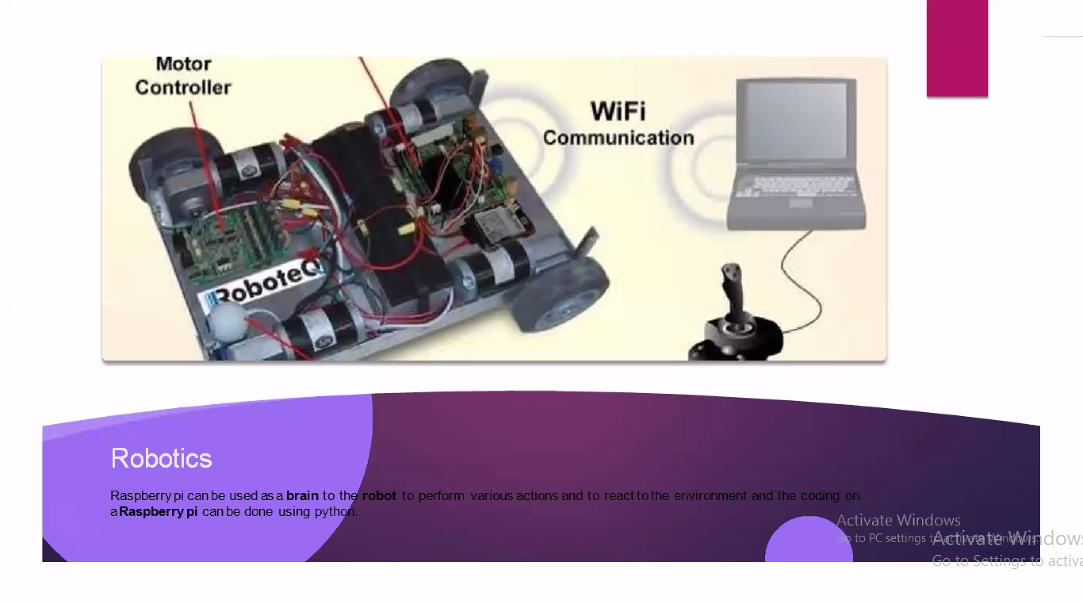 Motor
Controller
WiFi
Communication
RoboteQ
Robotics
Raspberry pi can be used as a brain to the robot to perform various actions and to react to the environment and the coding on
a Raspberry pi can be done using python.
Activate Windows
Go to PC settings to activate Windows.
Activate Windows
Go to Settings to activa